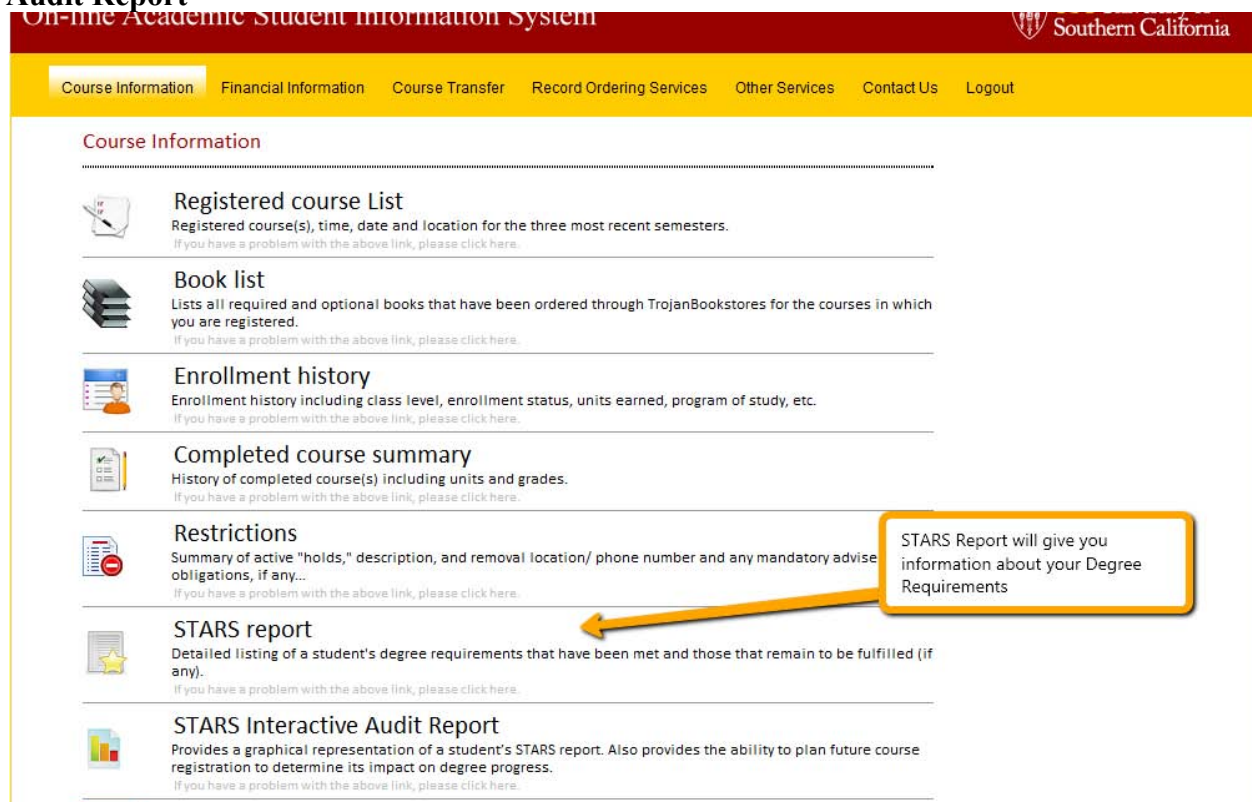 Audit Report
On-line Academic Student Information System
Southern California
Course Information Financial Information Course Transfer Record Ordering Services Other Services Contact Us Logout
Course Information
Registered course List
Registered course(s), time, date and location for the three most recent semesters.
If you have a problem with the above link, please click here.
Book list
Lists all required and optional books that have been ordered through TrojanBookstores for the courses in which
you are registered.
If you have a problem with the above link, please click here.
Enrollment history
Enrollment history including class level, enrollment status, units earned, program of study, etc.
If you have a problem with the above link, please click here.
Completed course summary
History of completed course(s) including units and grades.
If you have a problem with the above link, please click here.
Restrictions
Summary of active "holds," description, and removal location/ phone number and any mandatory advise
obligations, if any...
If you have a problem with the above link, please click here.
STARS Report will give you
information about your Degree
Requirements
STARS report
Detailed listing of a student's degree requirements that have been met and those that remain to be fulfilled (if
any).
If you have a problem with the above link, please click here.
STARS Interactive Audit Report
Provides a graphical representation of a student's STARS report. Also provides the ability to plan future course
registration to determine its impact on degree progress.
If you have a problem with the above link, please click here.